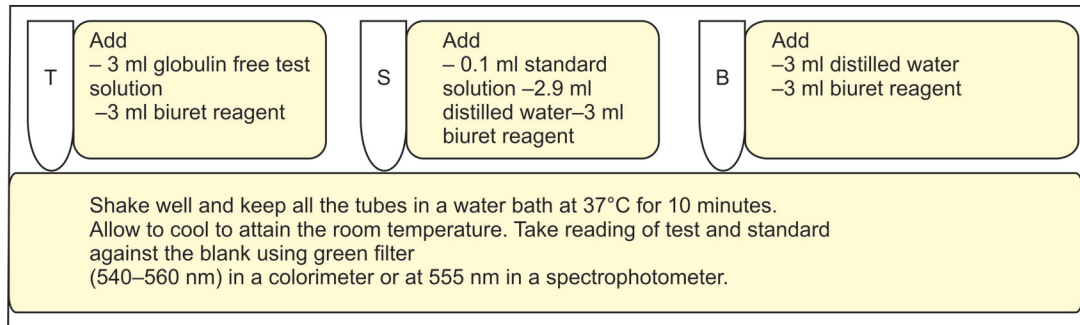 T
Add
– 3 ml globulin free test
solution
–3 ml biuret reagent
S
Add
– 0.1 ml standard
solution –2.9 ml
distilled water–3 ml
biuret reagent
B
Add
–3 ml distilled water
–3 ml biuret reagent
Shake well and keep all the tubes in a water bath at 37°C for 10 minutes.
Allow to cool to attain the room temperature. Take reading of test and standard
against the blank using green filter
(540–560 nm) in a colorimeter or at 555 nm in a spectrophotometer.